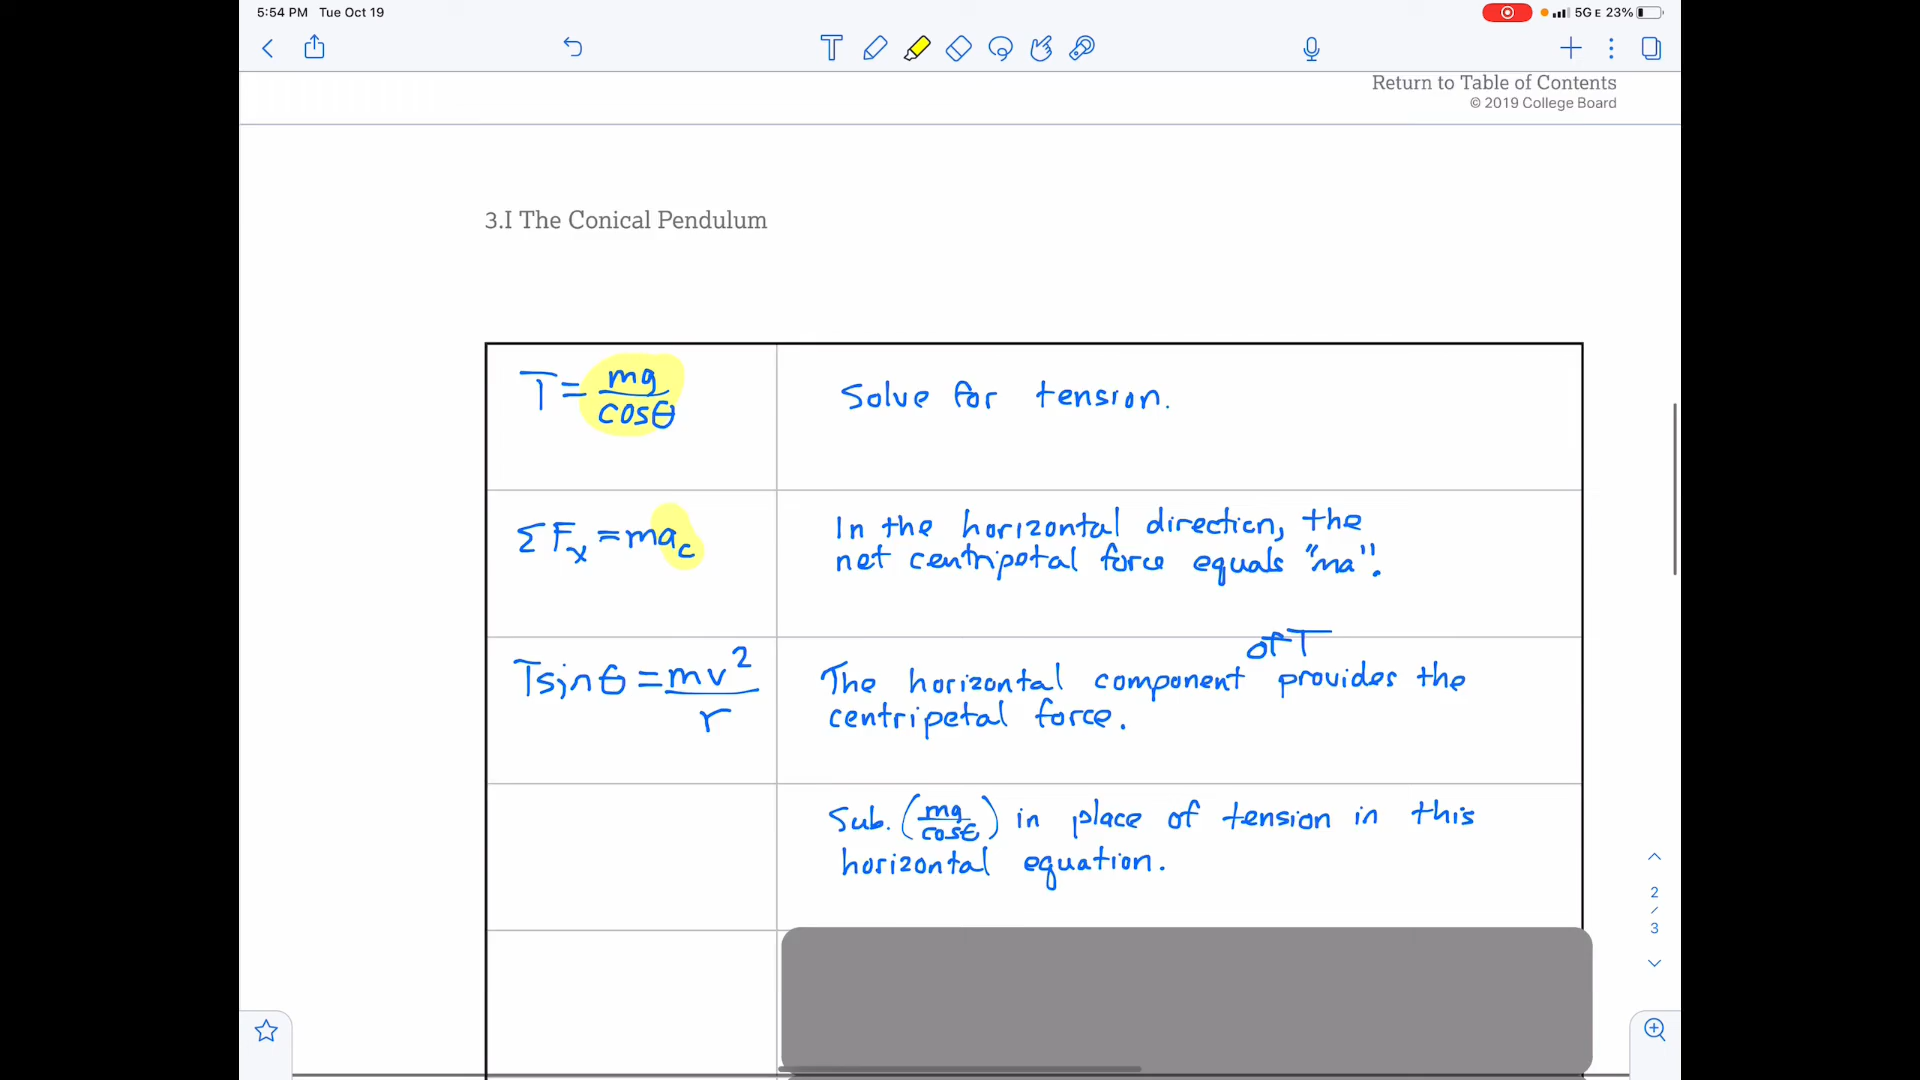 5:54 PM Tue Oct 19
5G E 23%
Return to Table of Contents
© 2019 College Board
3.I The Conical Pendulum
T = mg/cosθ
Solve for tension.
ΣFx = mac
In the horizontal direction, the
net centripetal force equals "ma".
Tsinθ = mv²/r
of T
The horizontal component provides the
centripetal force.
Sub. (mg/cosθ) in place of tension in this
horizontal equation.
2
/
3